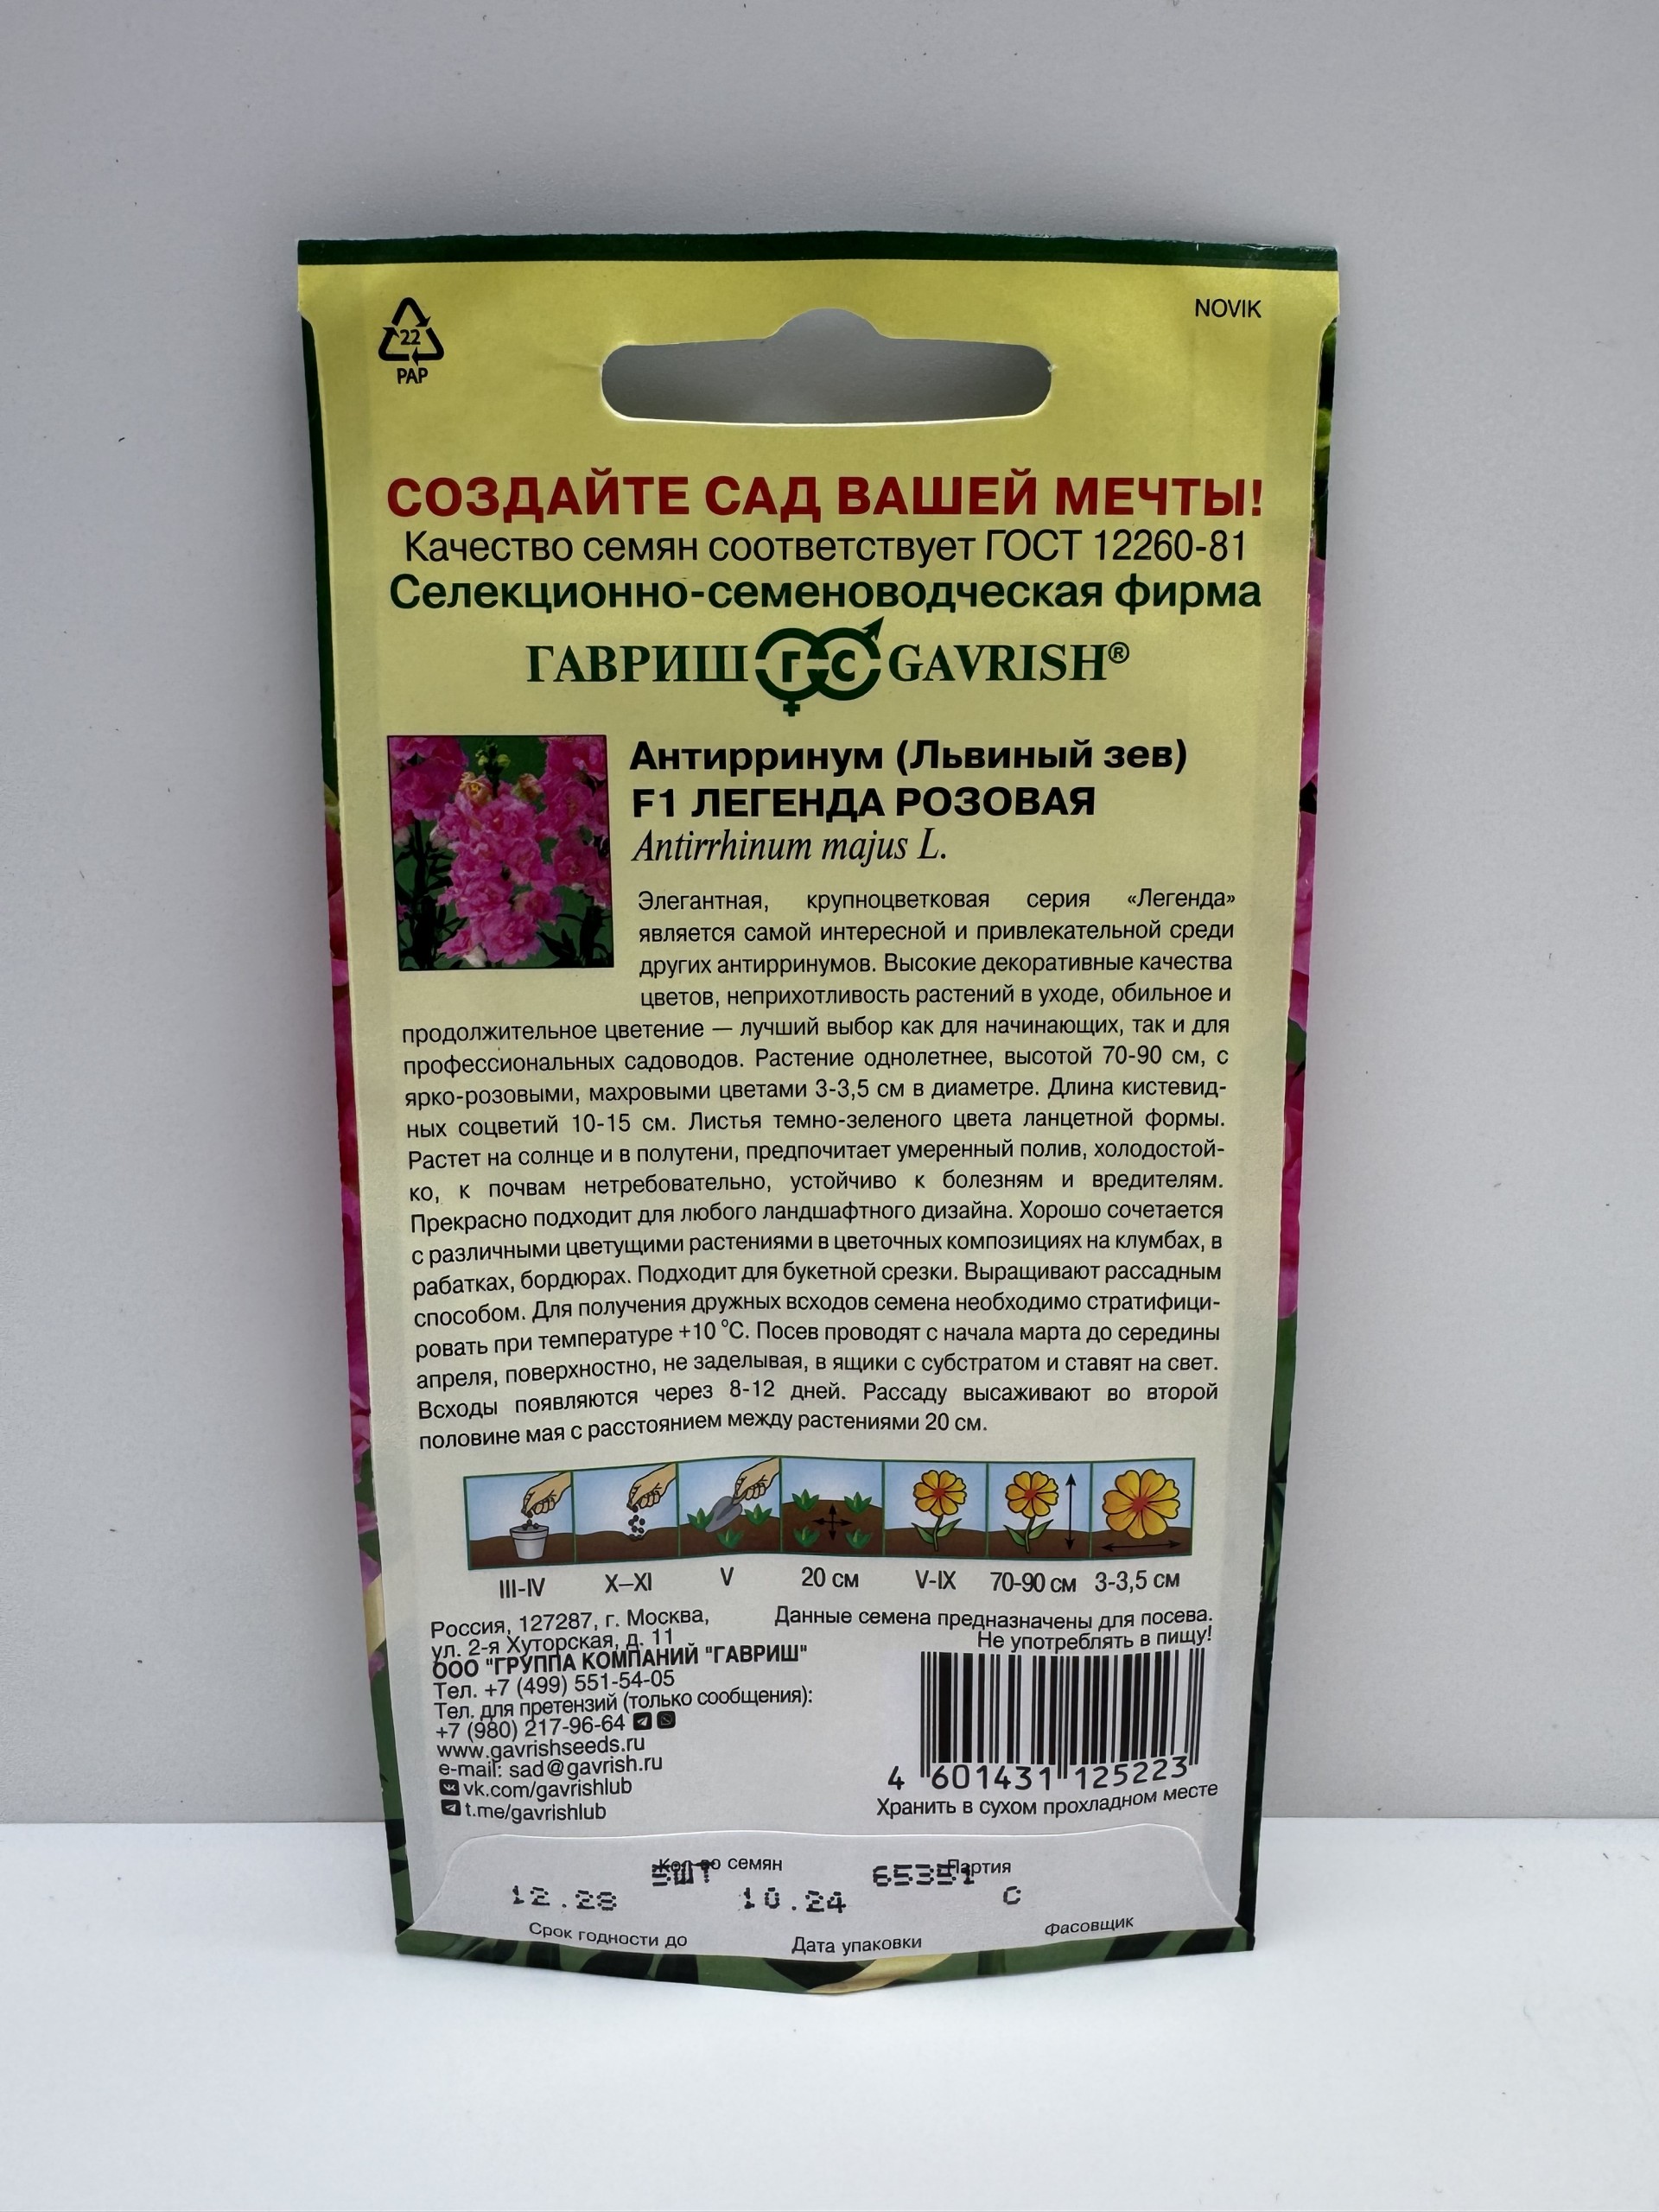 NOVIK
22
PAP
СОЗДАЙТЕ САД ВАШЕЙ МЕЧТЫ!
Качество семян соответствует ГОСТ 12260-81
Селекционно-семеноводческая фирма
ГАВРИШ Г С GAVRISH®
Антирринум (Львиный зев)
F1 ЛЕГЕНДА РОЗОВАЯ
Antirrhinum majus L.
Элегантная, крупноцветковая серия «Легенда»
является самой интересной и привлекательной среди
других антирринумов. Высокие декоративные качества
цветов, неприхотливость растений в уходе, обильное и
продолжительное цветение — лучший выбор как для начинающих, так и для
профессиональных садоводов. Растение однолетнее, высотой 70-90 см, с
ярко-розовыми, махровыми цветами 3-3,5 см в диаметре. Длина кистевид-
ных соцветий 10-15 см. Листья темно-зеленого цвета ланцетной формы.
Растет на солнце и в полутени, предпочитает умеренный полив, холодостой-
ко, к почвам нетребовательно, устойчиво к болезням и вредителям.
Прекрасно подходит для любого ландшафтного дизайна. Хорошо сочетается
с различными цветущими растениями в цветочных композициях на клумбах, в
рабатках, бордюрах. Подходит для букетной срезки. Выращивают рассадным
способом. Для получения дружных всходов семена необходимо стратифици-
ровать при температуре +10 °С. Посев проводят с начала марта до середины
апреля, поверхностно, не заделывая, в ящики с субстратом и ставят на свет.
Всходы появляются через 8-12 дней. Рассаду высаживают во второй
половине мая с расстоянием между растениями 20 см.
III-IV X–XI V 20 см V-IX 70-90 см 3-3,5 см
Россия, 127287, г. Москва,
ул. 2-я Хуторская, д. 11
ООО "ГРУППА КОМПАНИЙ "ГАВРИШ"
Тел. +7 (499) 551-54-05
Тел. для претензий (только сообщения):
+7 (980) 217-96-64
www.gavrishseeds.ru
e-mail: sad@gavrish.ru
vk.com/gavrishlub
t.me/gavrishlub
Данные семена предназначены для посева.
Не употреблять в пищу!
4 601431 125223
Хранить в сухом прохладном месте
Кол-во семян Партия
5ШТ 65351
12.28 10.24 С
Срок годности до Дата упаковки Фасовщик